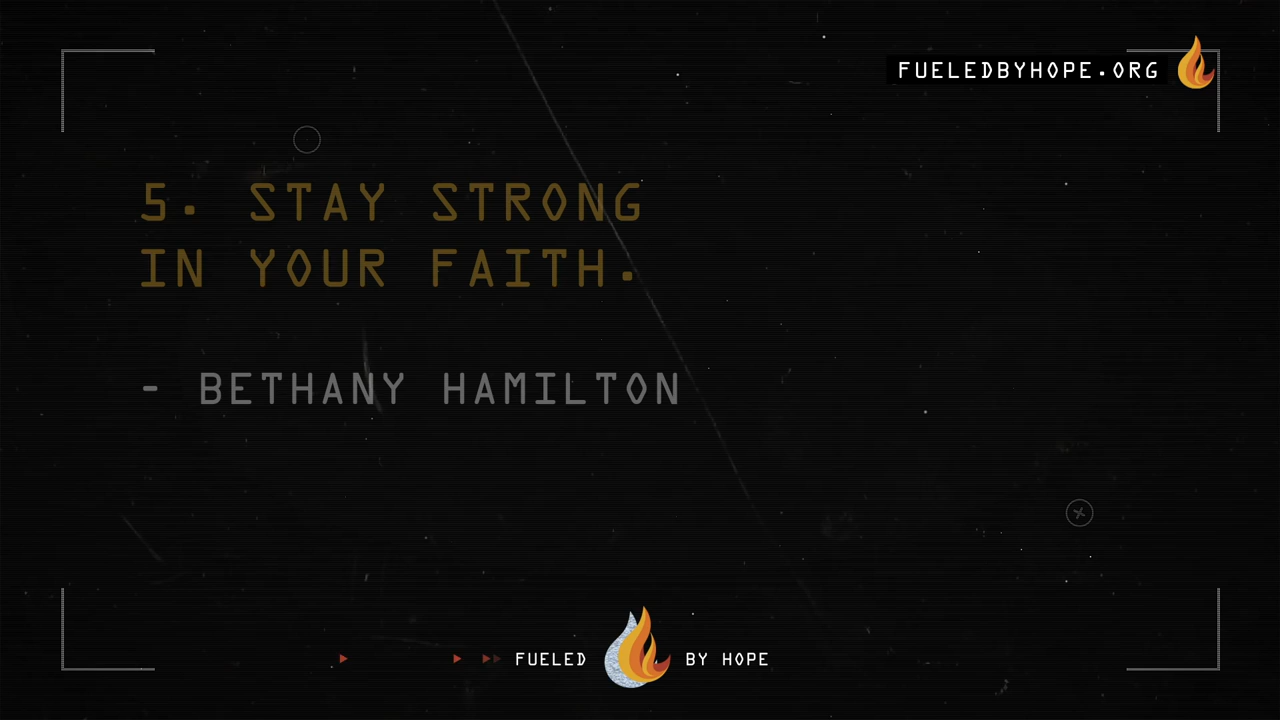 FUELEDBYHOPE.ORG
5. STAY STRONG
IN YOUR FAITH.
- BETHANY HAMILTON
FUELED BY HOPE